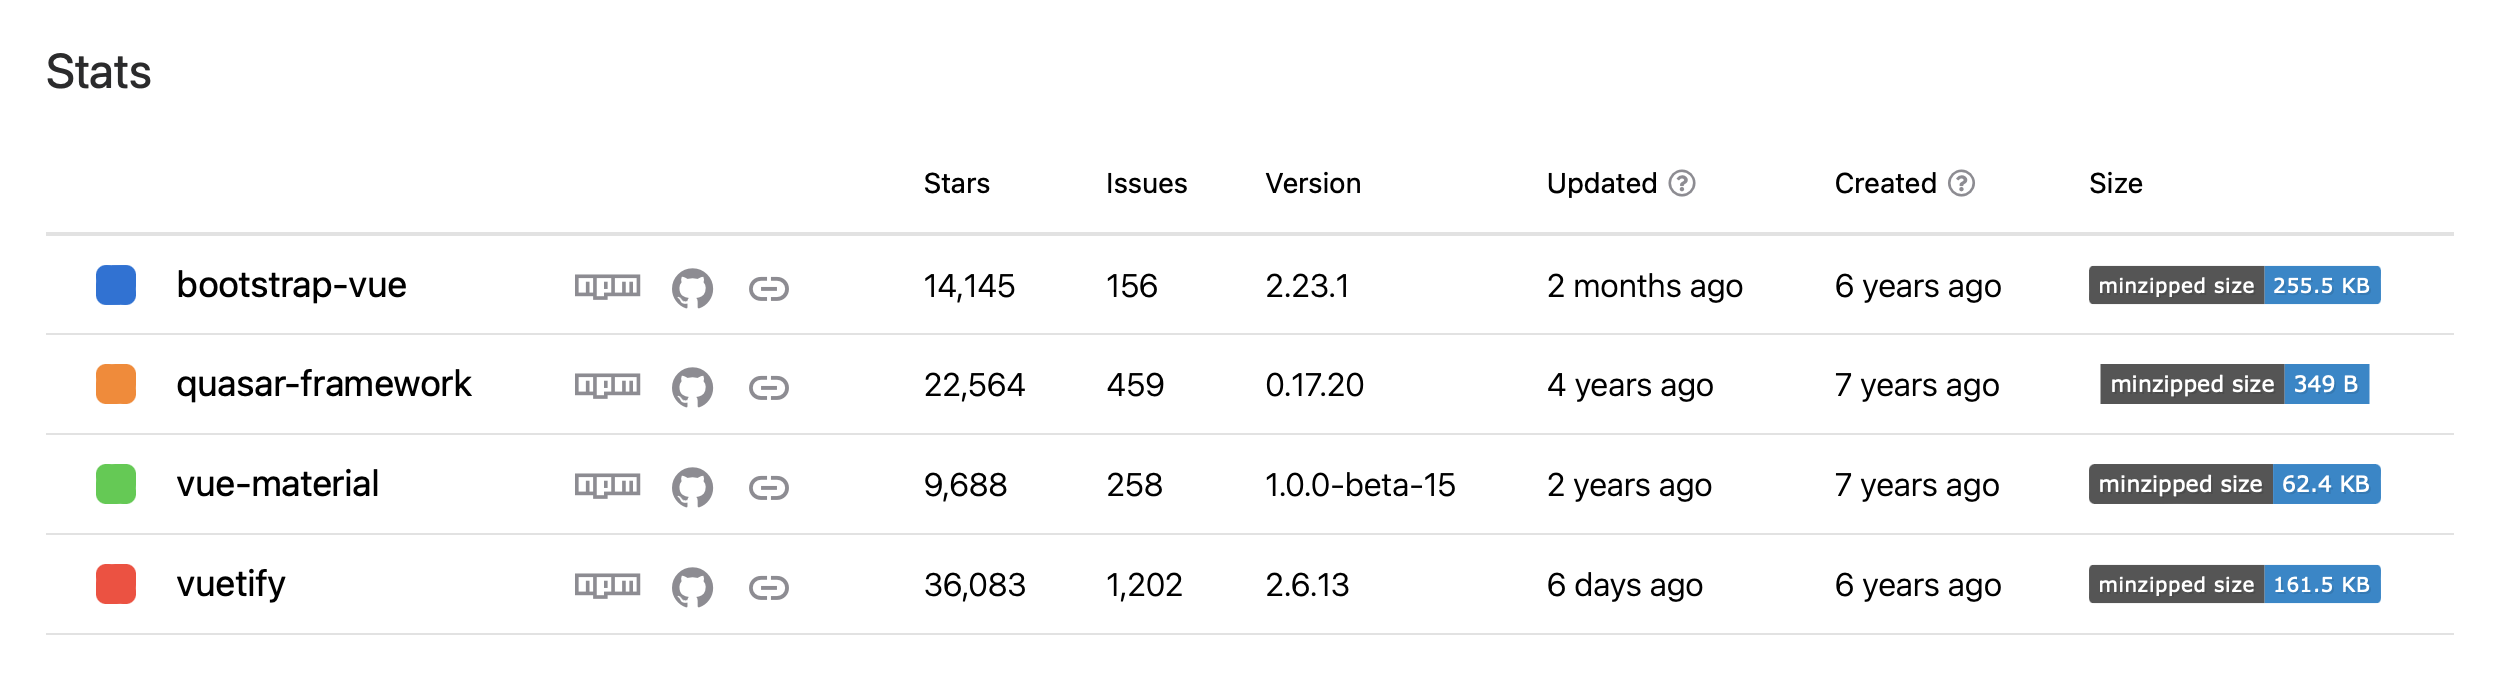 Stats
Stars Issues Version Updated ? Created ? Size
bootstrap-vue npm 14,145 156 2.23.1 2 months ago 6 years ago minzipped size 255.5 KB
quasar-framework npm 22,564 459 0.17.20 4 years ago 7 years ago minzipped size 349 B
vue-material npm 9,688 258 1.0.0-beta-15 2 years ago 7 years ago minzipped size 62.4 KB
vuetify npm 36,083 1,202 2.6.13 6 days ago 6 years ago minzipped size 161.5 KB